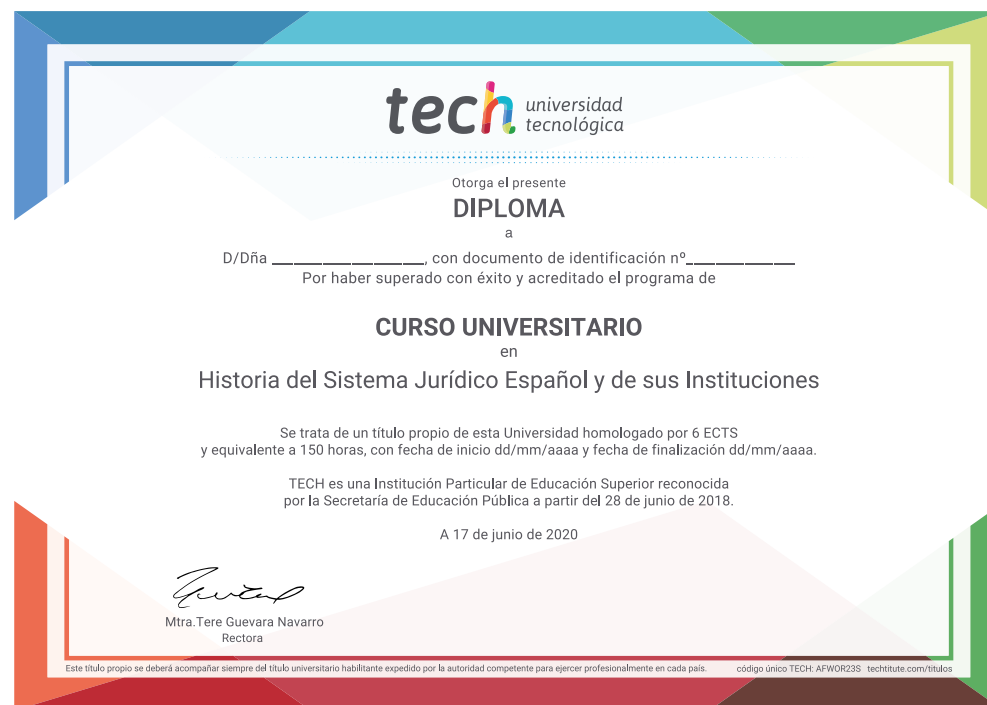 tech universidad
tecnológica
Otorga el presente
DIPLOMA
a
D/Dña ___________________, con documento de identificación nº______________
Por haber superado con éxito y acreditado el programa de
CURSO UNIVERSITARIO
en
Historia del Sistema Jurídico Español y de sus Instituciones
Se trata de un título propio de esta Universidad homologado por 6 ECTS
y equivalente a 150 horas, con fecha de inicio dd/mm/aaaa y fecha de finalización dd/mm/aaaa.
TECH es una Institución Particular de Educación Superior reconocida
por la Secretaría de Educación Pública a partir del 28 de junio de 2018.
A 17 de junio de 2020
Mtra.Tere Guevara Navarro
Rectora
Este título propio se deberá acompañar siempre del título universitario habilitante expedido por la autoridad competente para ejercer profesionalmente en cada país. código único TECH: AFWOR23S techtitute.com/titulos